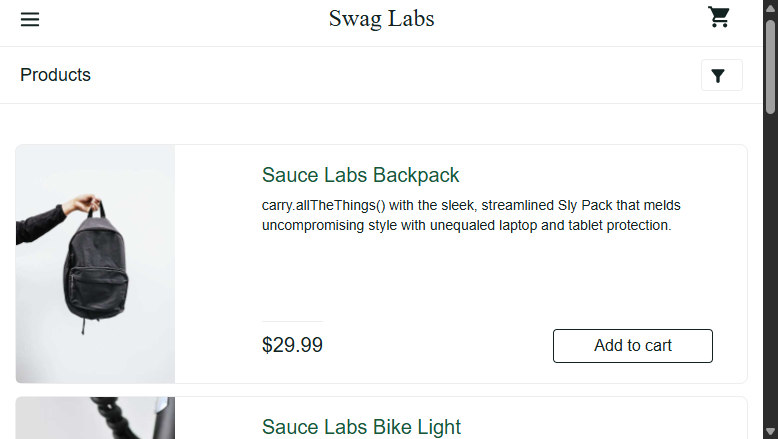 Swag Labs
Products
Sauce Labs Backpack
carry.allTheThings() with the sleek, streamlined Sly Pack that melds
uncompromising style with unequaled laptop and tablet protection.
$29.99
Add to cart
Sauce Labs Bike Light